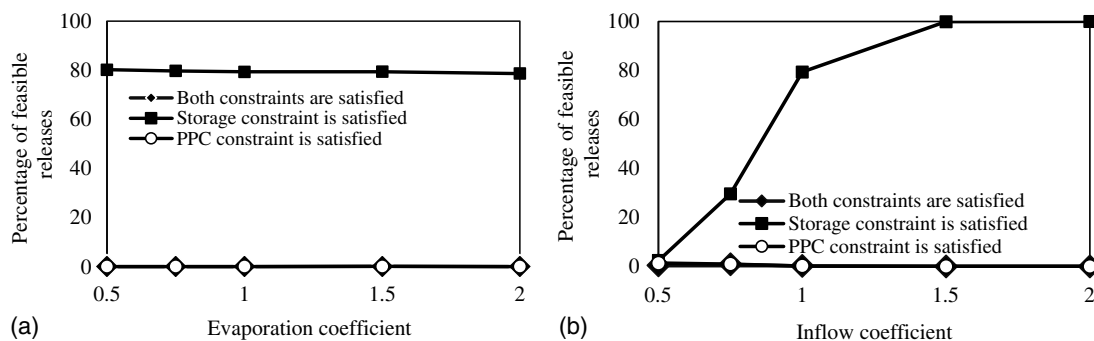 100
80
60
40
20
0
Percentage of feasible
releases
Both constraints are satisfied
Storage constraint is satisfied
PPC constraint is satisfied
0.5
1
1.5
2
(a)
Evaporation coefficient
100
80
60
40
20
0
Percentage of feasible
releases
Both constraints are satisfied
Storage constraint is satisfied
PPC constraint is satisfied
0.5
1
1.5
2
(b)
Inflow coefficient